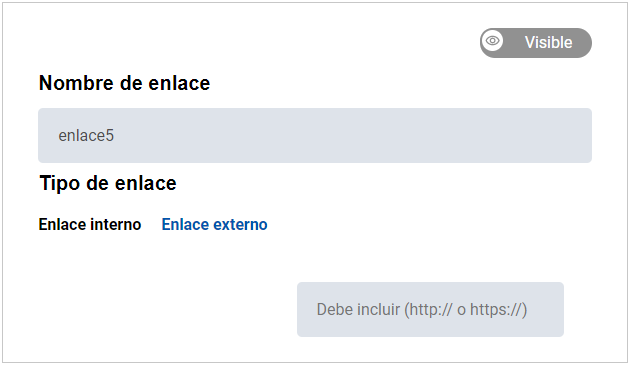 Visible
Nombre de enlace
enlace5
Tipo de enlace
Enlace interno Enlace externo
Debe incluir (http:// o https://)